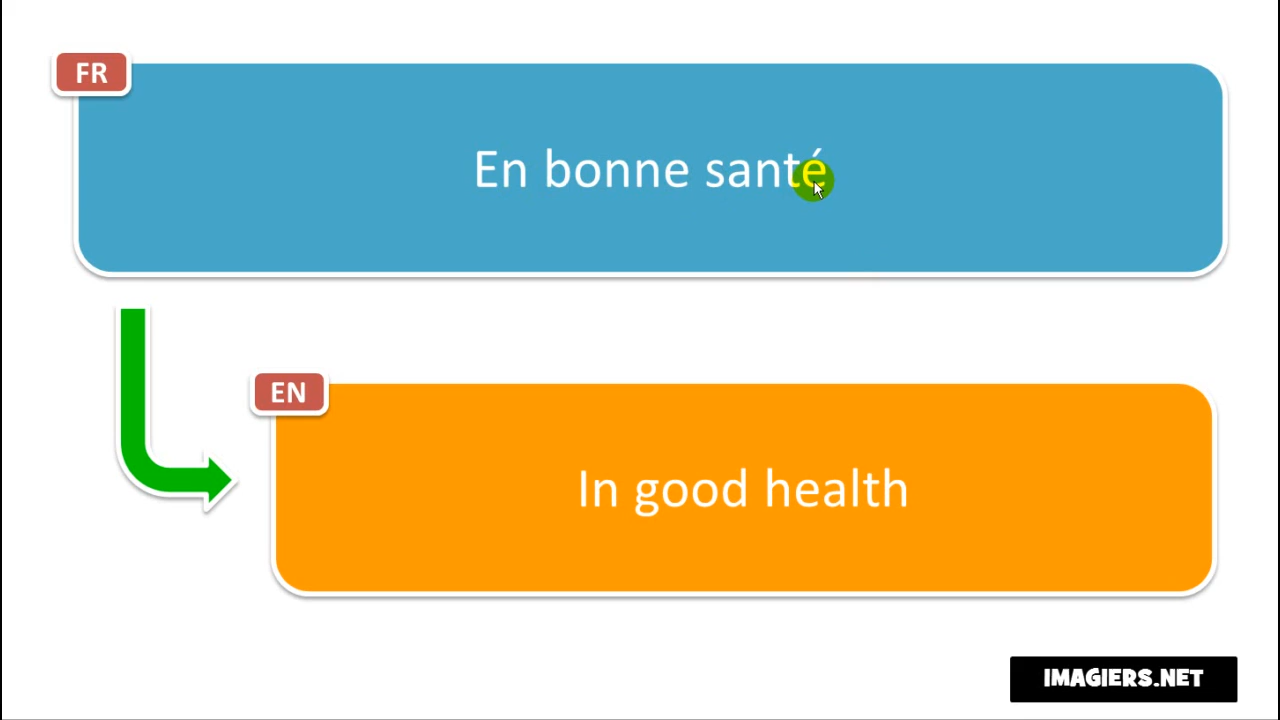 FR
En bonne santé
EN
In good health
IMAGIERS.NET